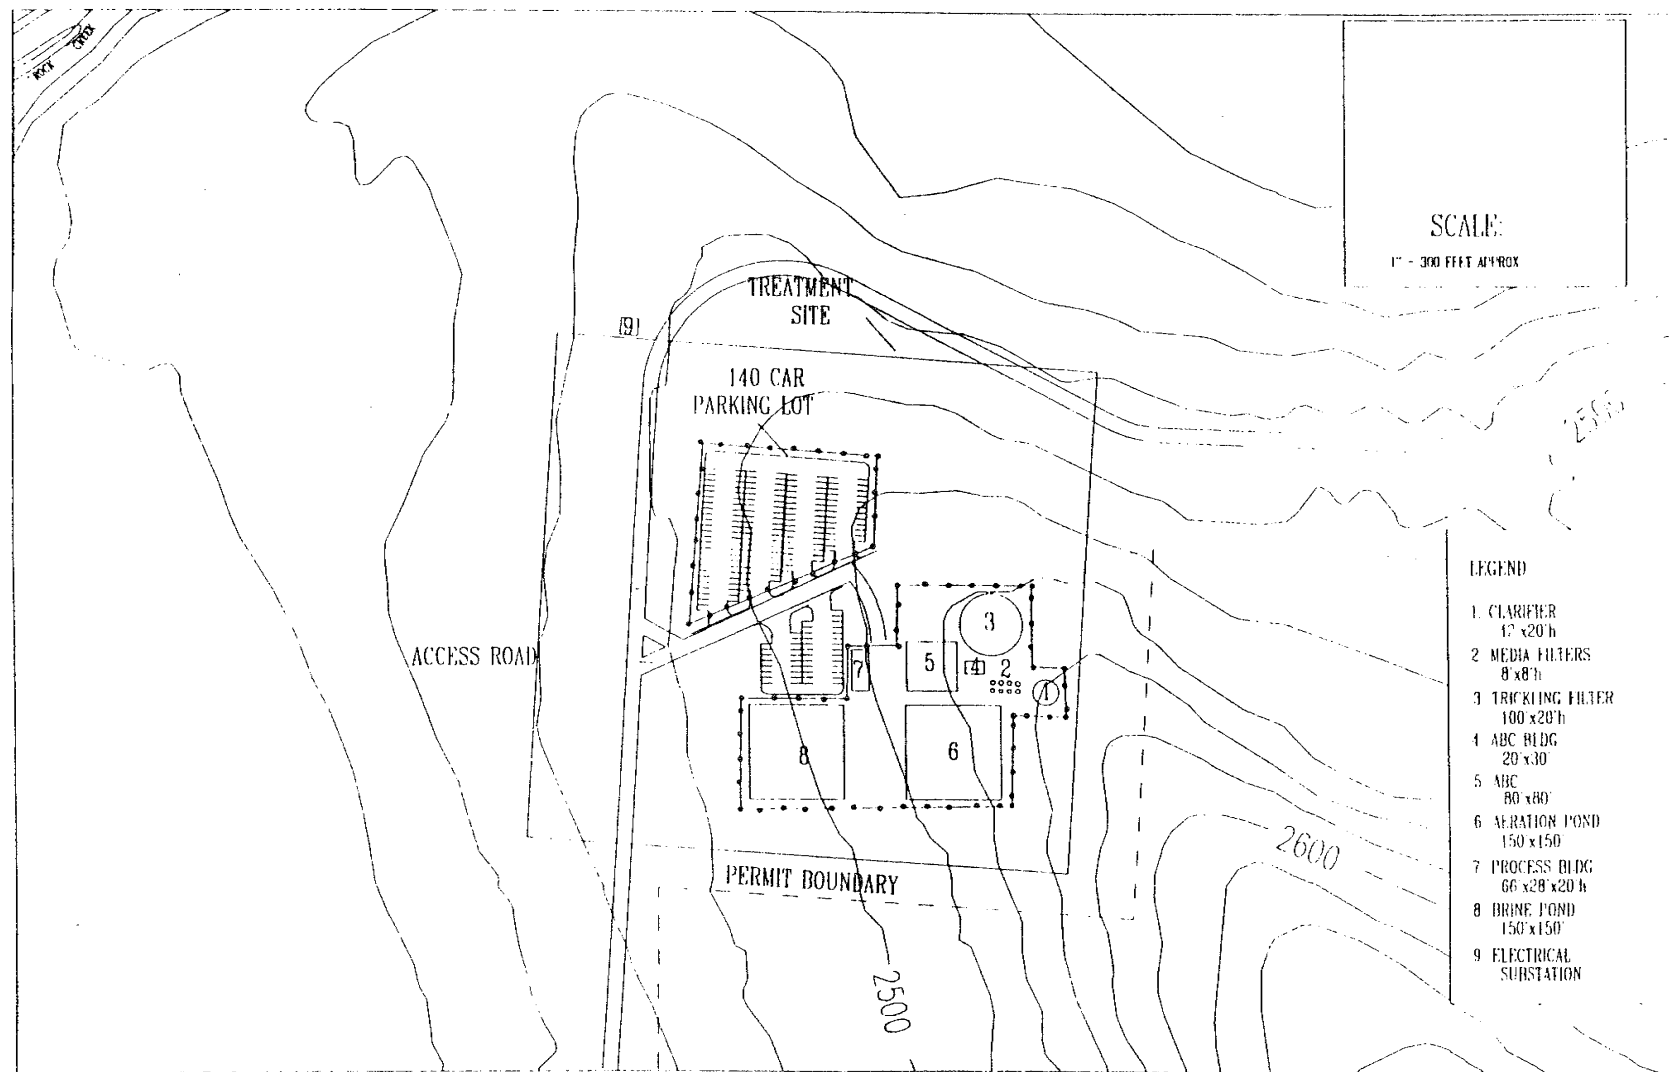 ROCK CREEK
SCALE:
1" - 300 FEET APPROX
TREATMENT
SITE
(9)
140 CAR
PARKING LOT
ACCESS ROAD
3
5
4
2
7
1
8
6
PERMIT BOUNDARY
2600
2500
LEGEND
1. CLARIFIER
x20'h
2 MEDIA FILTERS
8'x8'h
3 TRICKLING FILTER
100'x20'h
4 ABC BLDG
20'x30'
5 ABC
80'x80'
6 AERATION POND
150'x150
7 PROCESS BLDG
66'x28'x20'h
8 BRINE POND
150'x150'
9 ELECTRICAL
SUBSTATION